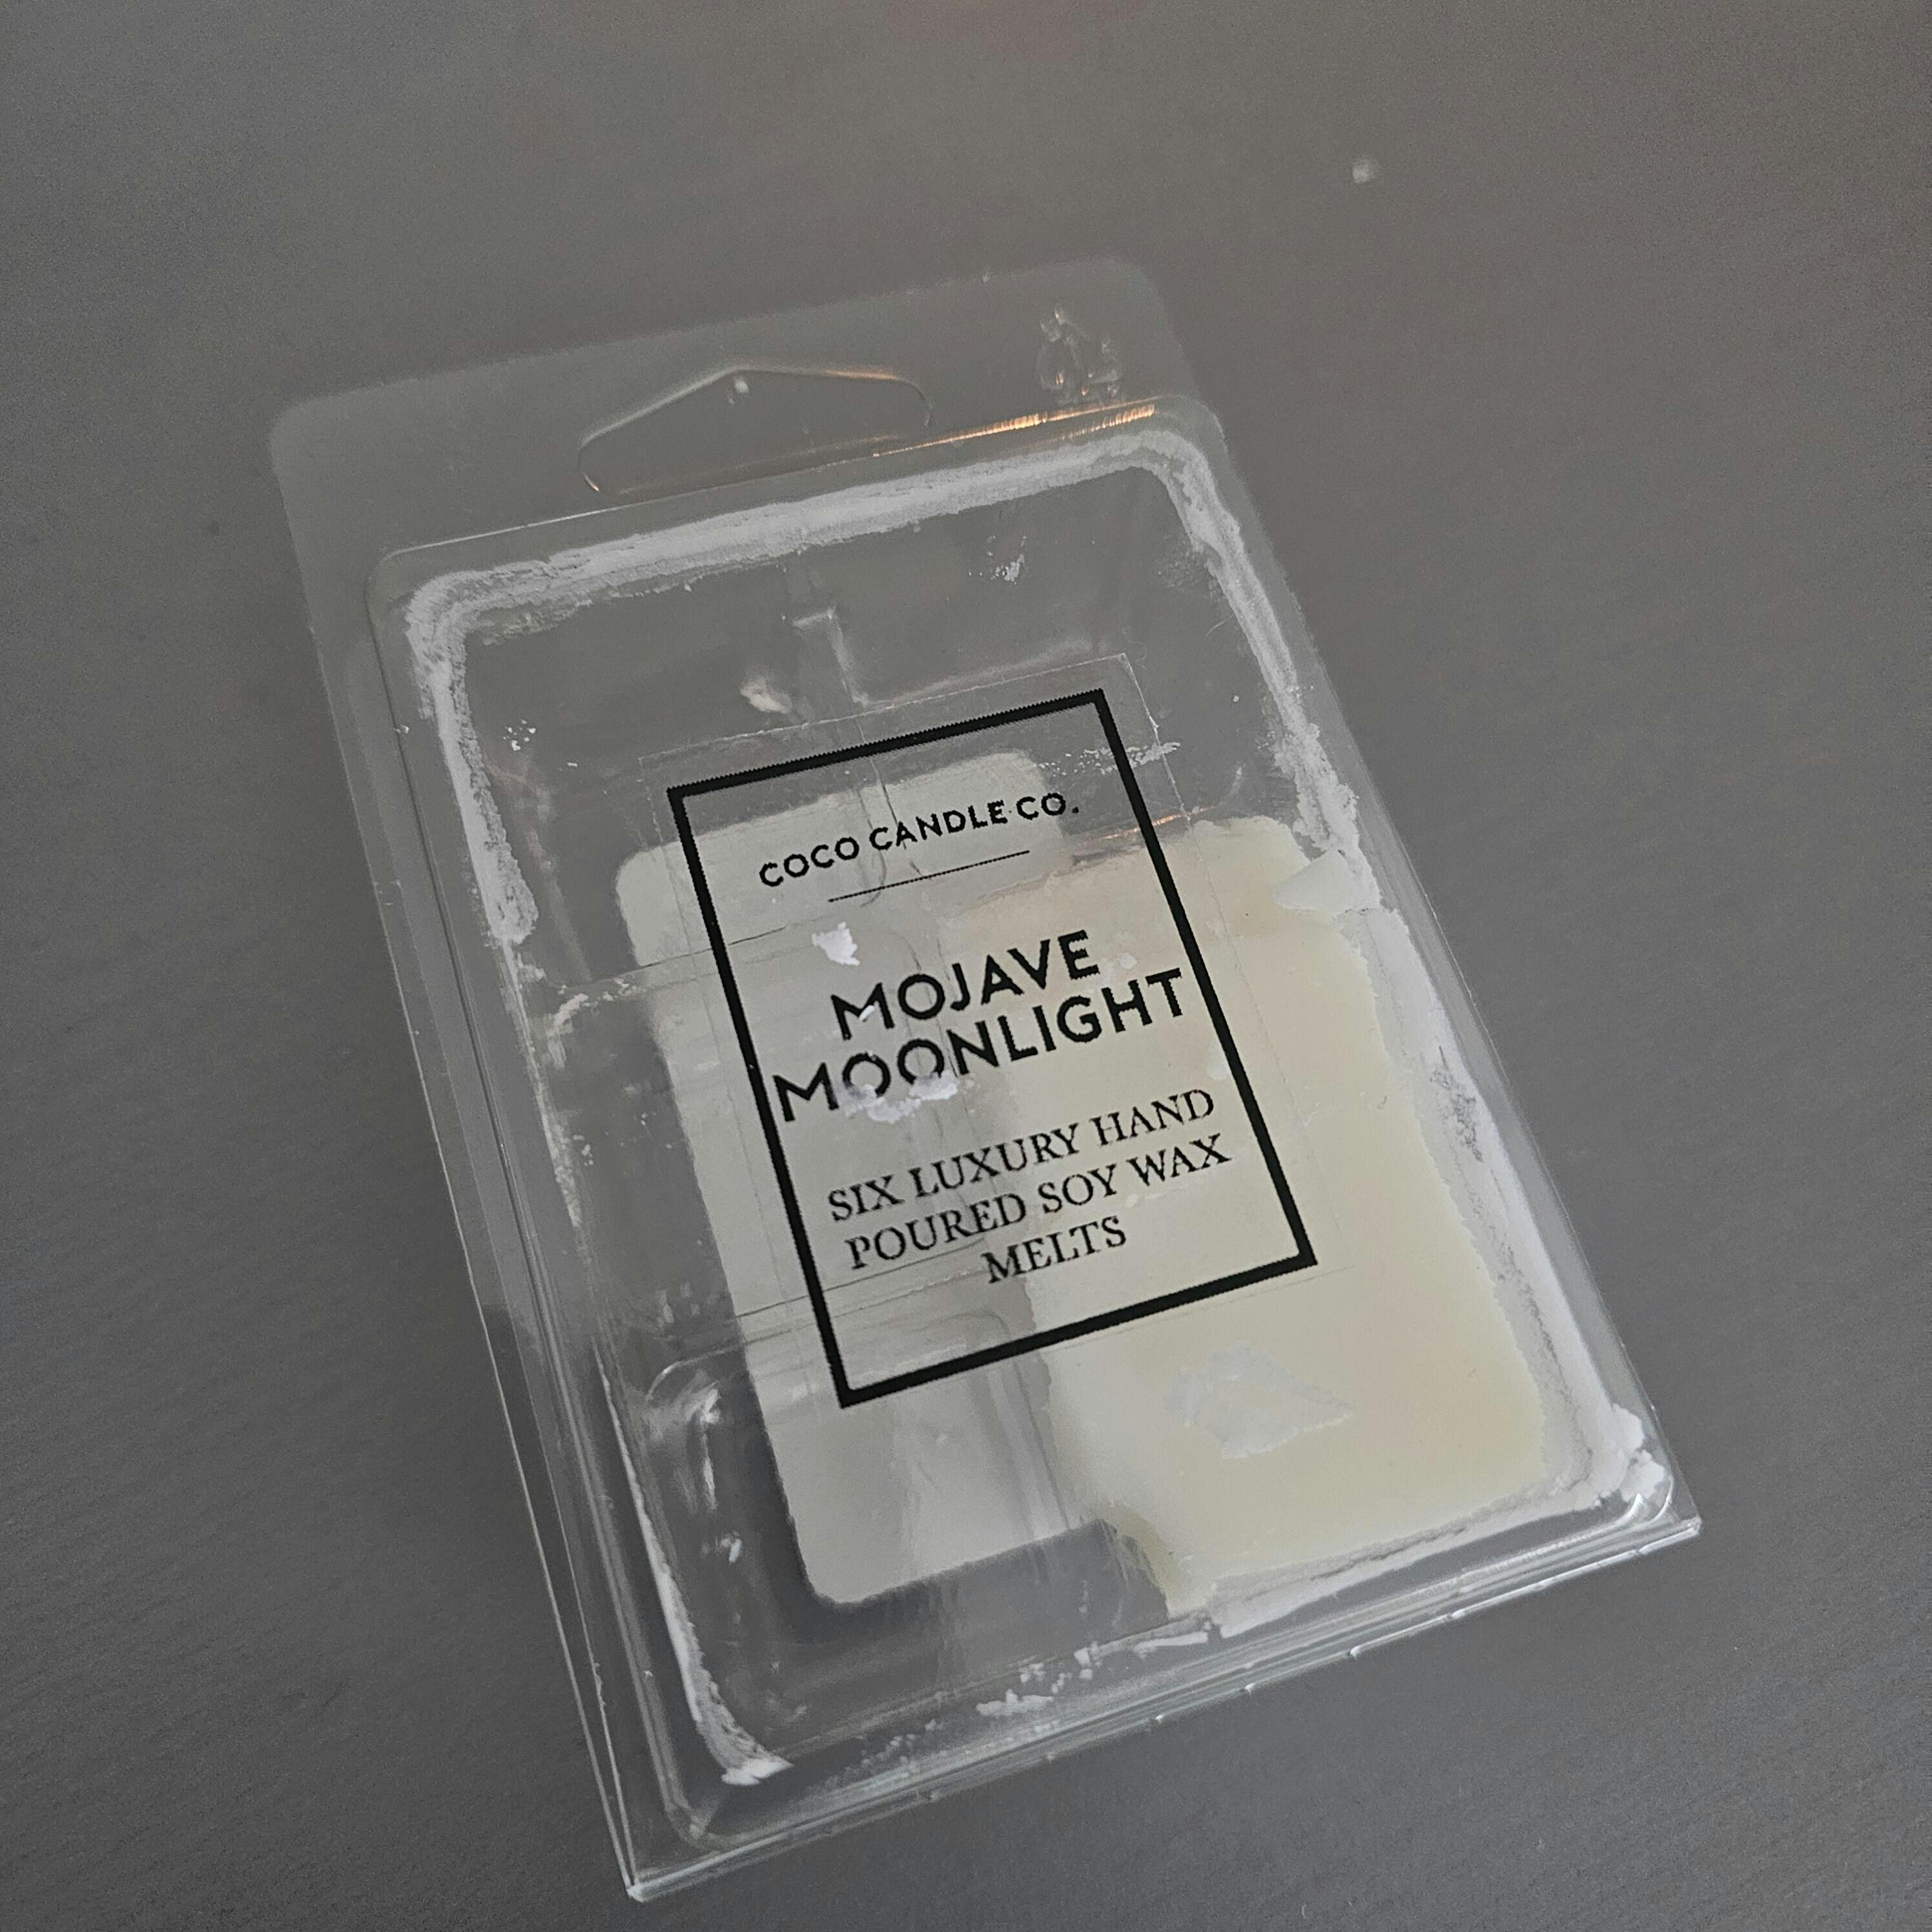 COCO CANDLE CO.
MOJAVE
MOONLIGHT
SIX LUXURY HAND
POURED SOY WAX
MELTS